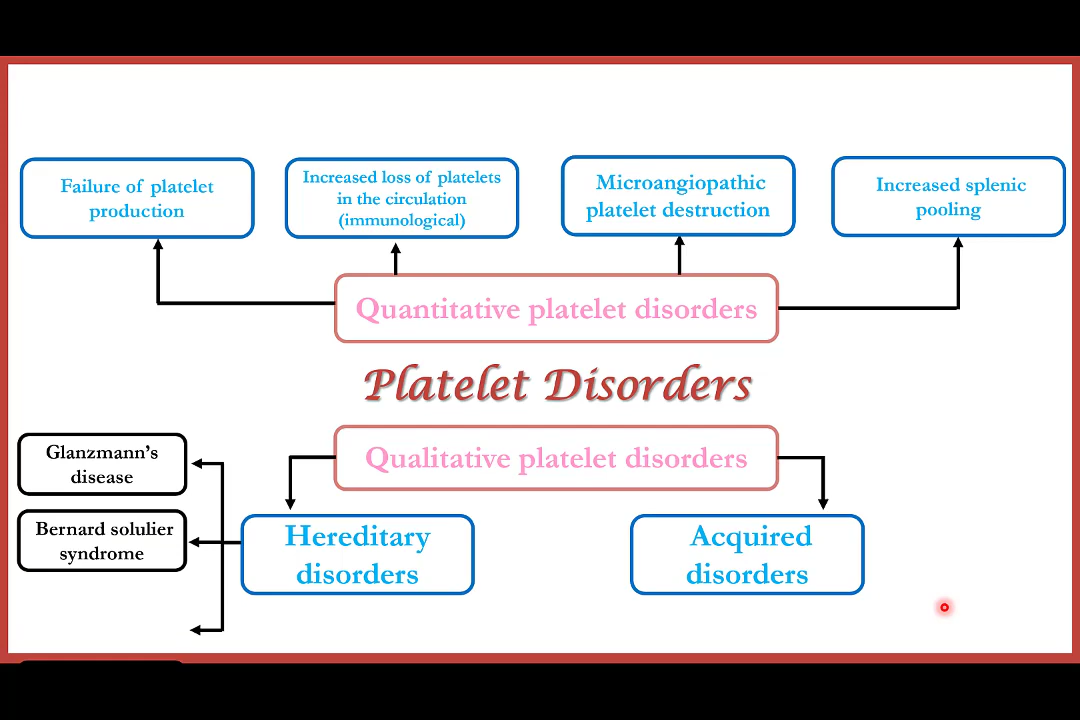 Failure of platelet
production
Increased loss of platelets
in the circulation
(immunological)
Microangiopathic
platelet destruction
Increased splenic
pooling
Quantitative platelet disorders
Platelet Disorders
Qualitative platelet disorders
Glanzmann's
disease
Bernard solulier
syndrome
Hereditary
disorders
Acquired
disorders